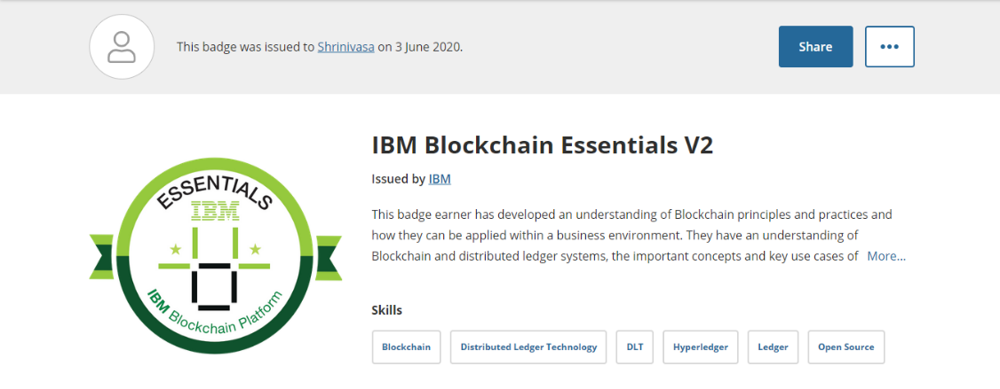 This badge was issued to Shrinivasa on 3 June 2020.
Share
•••
ESSENTIALS
IBM
IBM Blockchain Platform
IBM Blockchain Essentials V2
Issued by IBM
This badge earner has developed an understanding of Blockchain principles and practices and
how they can be applied within a business environment. They have an understanding of
Blockchain and distributed ledger systems, the important concepts and key use cases of More...
Skills
Blockchain Distributed Ledger Technology DLT Hyperledger Ledger Open Source